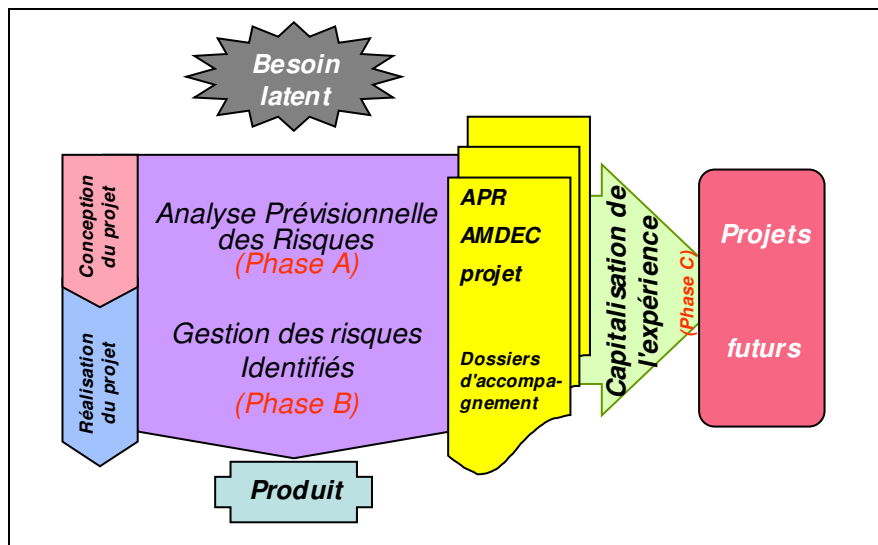 Besoin
latent
Conception
du projet
Réalisation
du projet
Analyse Prévisionnelle
des Risques
(Phase A)
Gestion des risques
Identifiés
(Phase B)
Produit
APR
AMDEC
projet
Dossiers
d'accompa-
gnement
Capitalisation de
l'expérience
(Phase C)
Projets
futurs